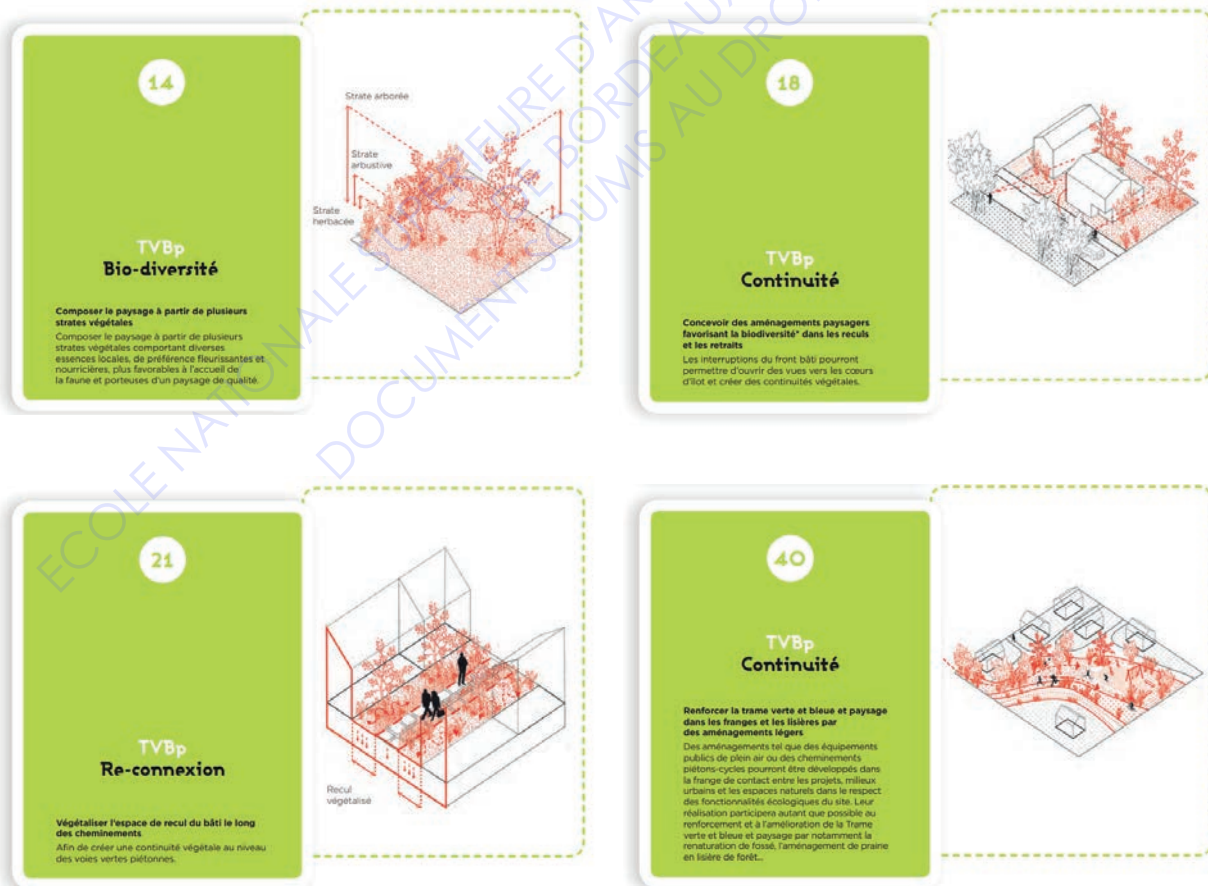 14
TVBp
Bio-diversité
Composer le paysage à partir de plusieurs
strates végétales
Composer le paysage à partir de plusieurs
strates végétales comportant diverses
essences locales, de préférence fleurissantes et
nourricières, plus favorables à l'accueil de
la faune et porteuses d'un paysage de qualité.
Strate arborée
Strate
arbustive
Strate
herbacée
18
TVBp
Continuité
Concevoir des aménagements paysagers
favorisant la biodiversité* dans les reculs
et les retraits
Les interruptions du front bâti pourront
permettre d'ouvrir des vues vers les cœurs
d'îlot et créer des continuités végétales.
21
TVBp
Re-connexion
Végétaliser l'espace de recul du bâti le long
des cheminements
Afin de créer une continuité végétale au niveau
des voies vertes piétonnes.
Recul
végétalisé
40
TVBp
Continuité
Renforcer la trame verte et bleue et paysage
dans les franges et les lisières par
des aménagements légers
Des aménagements tel que des équipements
publics de plein air ou des cheminements
piétons-cycles pourront être développés dans
la frange de contact entre les projets, milieux
urbains et les espaces naturels dans le respect
des fonctionnalités écologiques du site. Leur
réalisation participera autant que possible au
renforcement et à l'amélioration de la Trame
verte et bleue et paysage par notamment la
renaturation de fossé, l'aménagement de prairie
en lisière de forêt...
ECOLE NATIONALE SUPERIEURE D'AR
DE BORDEAUX
DOCUMENT SOUMIS AU DRO